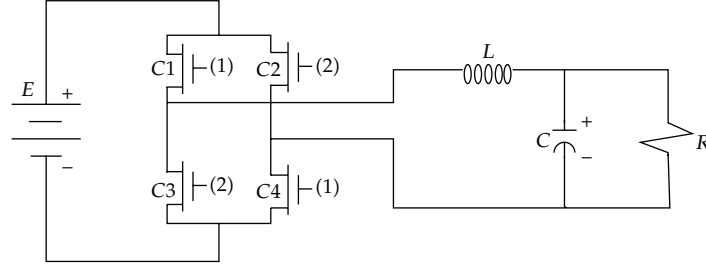 L
C1 (1) C2 (2)
E +
−
C + −
R
C3 (2) C4 (1)